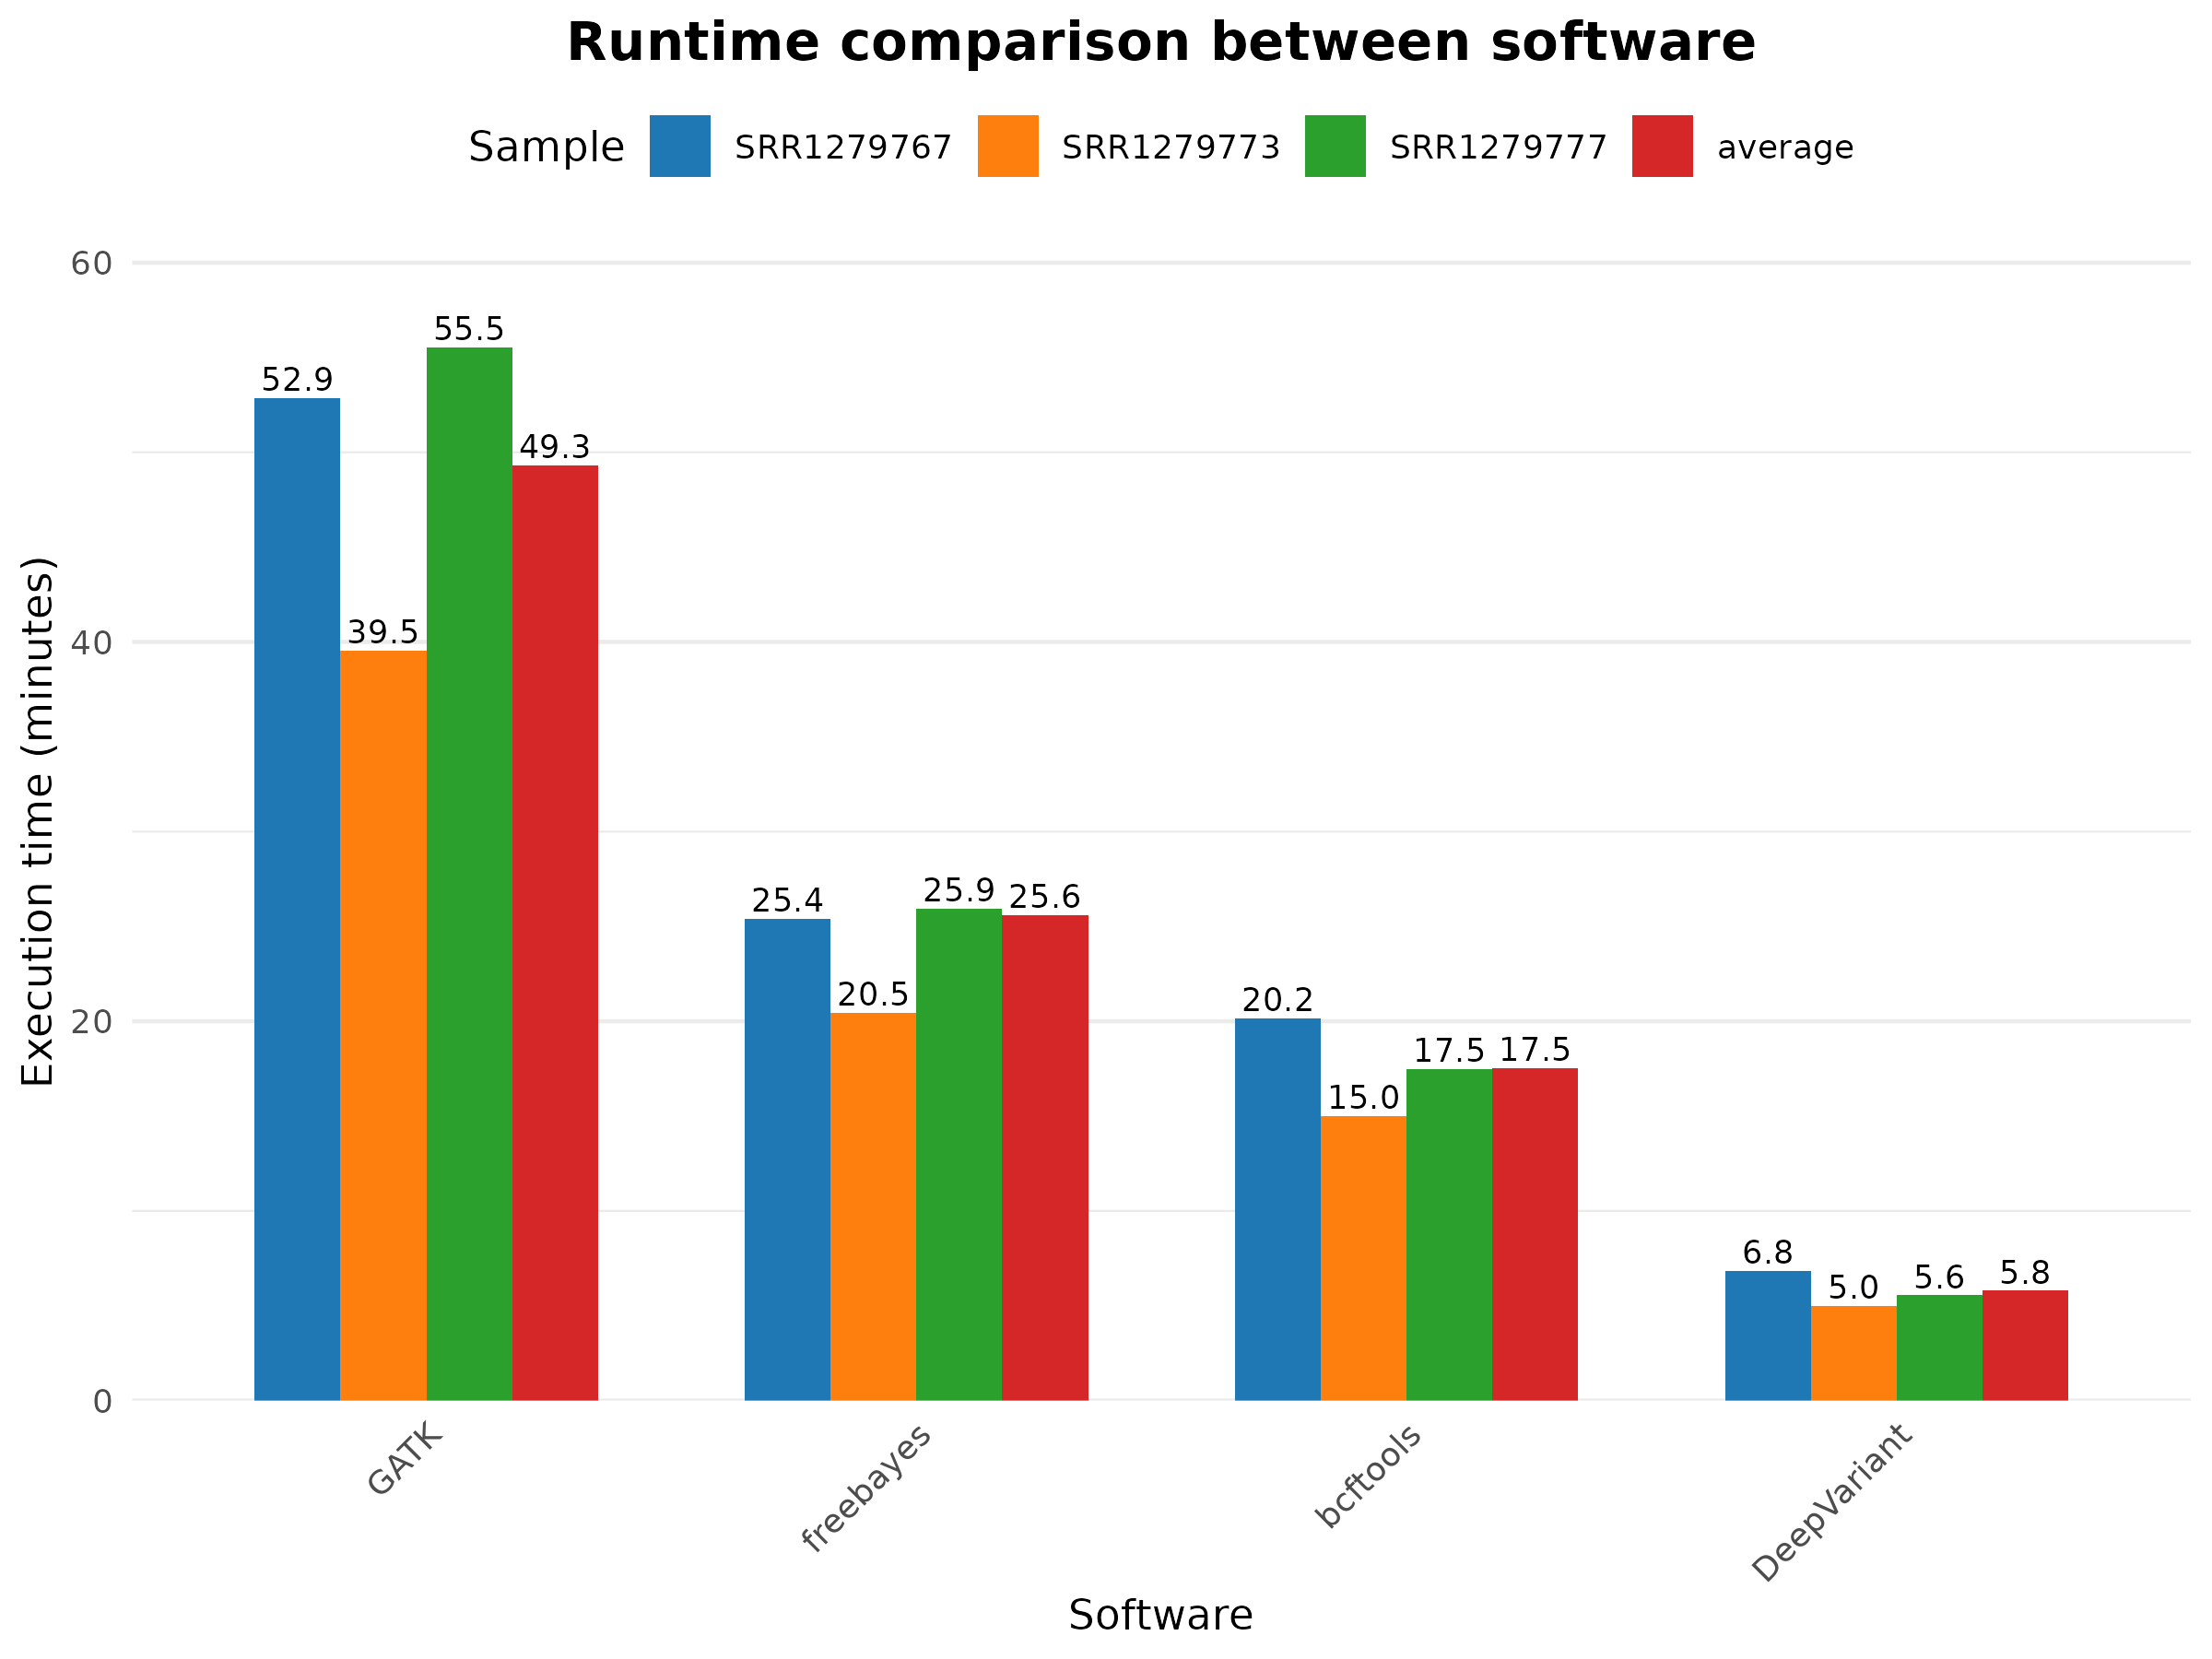 Runtime comparison between software
Sample SRR1279767 SRR1279773 SRR1279777 average
60
40
20
0
Execution time (minutes)
52.9
39.5
55.5
49.3
25.4
20.5
25.9
25.6
20.2
15.0
17.5
17.5
6.8
5.0
5.6
5.8
GATK
freebayes
bcftools
DeepVariant
Software